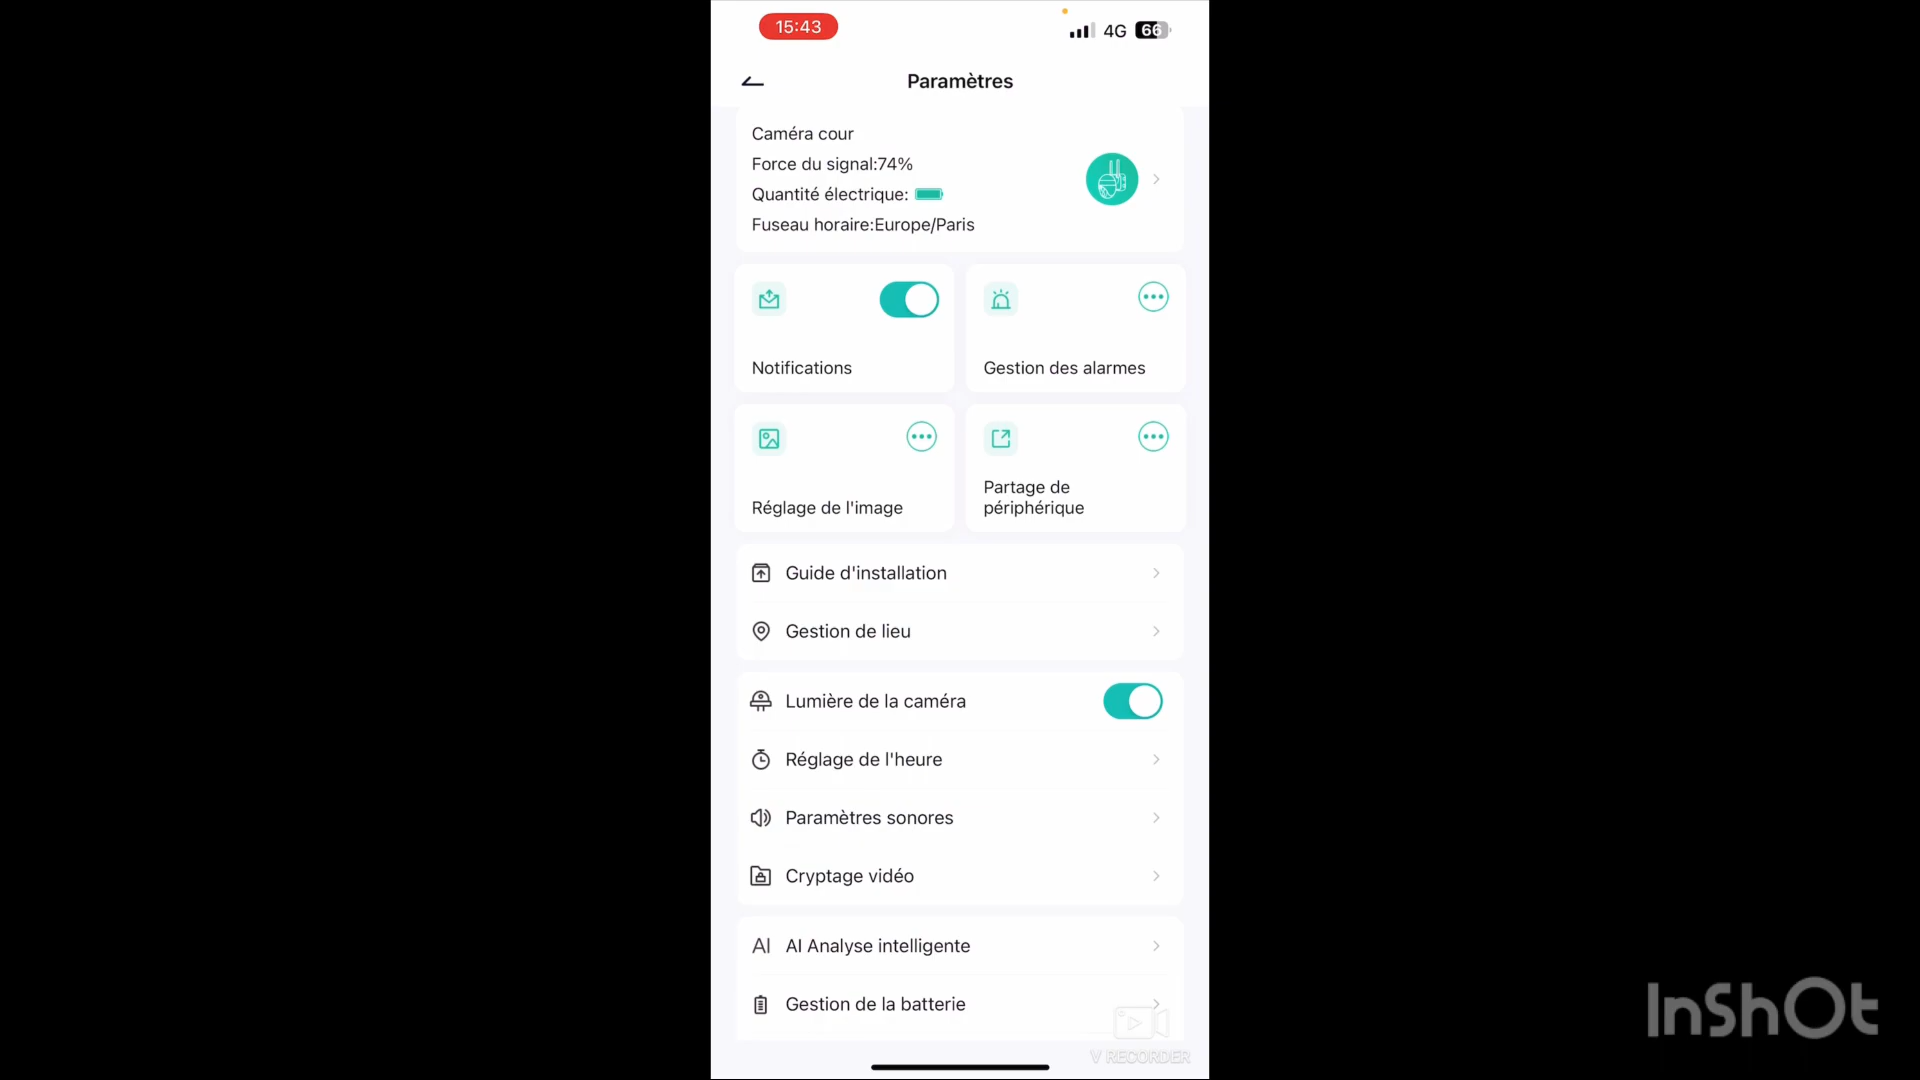 15:43
4G 66
Paramètres
Caméra cour
Force du signal:74%
Quantité électrique:
Fuseau horaire:Europe/Paris
Notifications
Gestion des alarmes
Réglage de l'image
Partage de
périphérique
Guide d'installation
Gestion de lieu
Lumière de la caméra
Réglage de l'heure
Paramètres sonores
Cryptage vidéo
AI AI Analyse intelligente
Gestion de la batterie
V RECORDER
InShOt